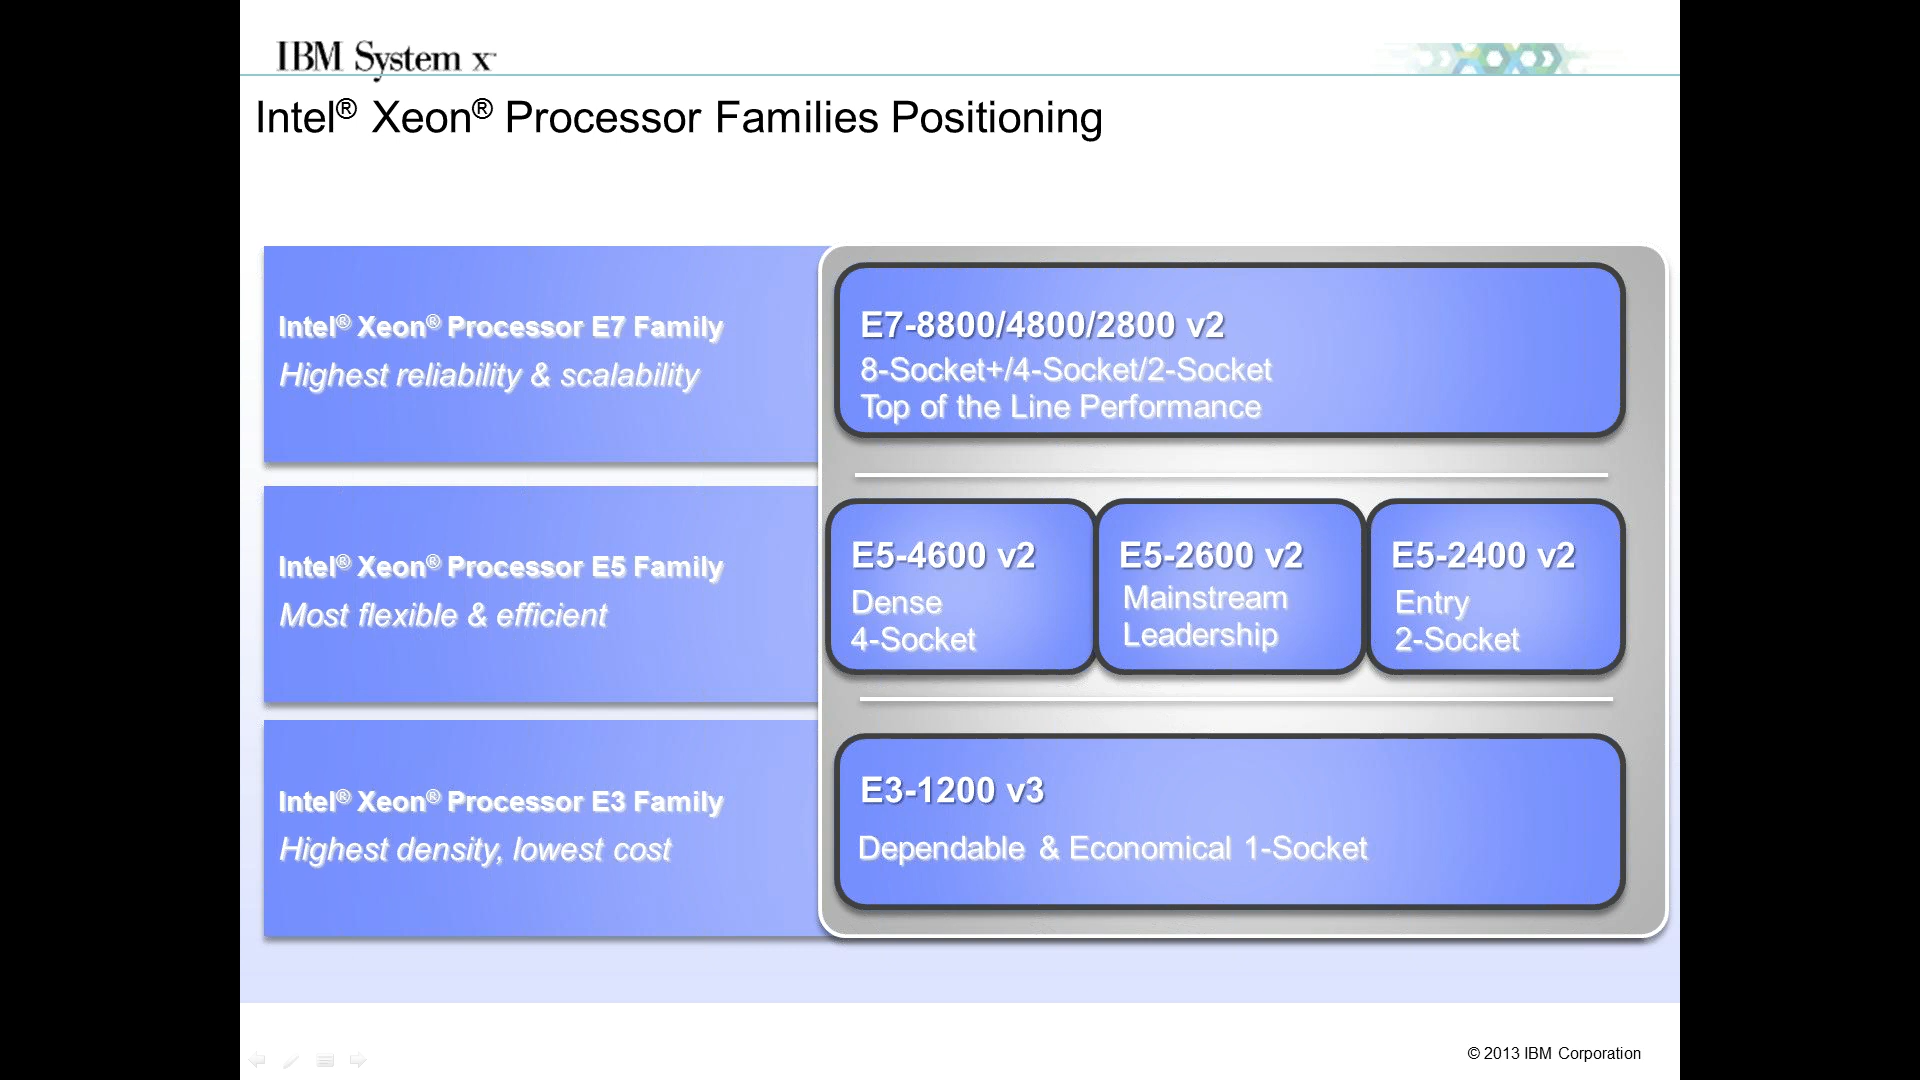 IBM System x™
Intel® Xeon® Processor Families Positioning
Intel® Xeon® Processor E7 Family
Highest reliability & scalability
E7-8800/4800/2800 v2
8-Socket+/4-Socket/2-Socket
Top of the Line Performance
Intel® Xeon® Processor E5 Family
Most flexible & efficient
E5-4600 v2
Dense
4-Socket
E5-2600 v2
Mainstream
Leadership
E5-2400 v2
Entry
2-Socket
Intel® Xeon® Processor E3 Family
Highest density, lowest cost
E3-1200 v3
Dependable & Economical 1-Socket
© 2013 IBM Corporation